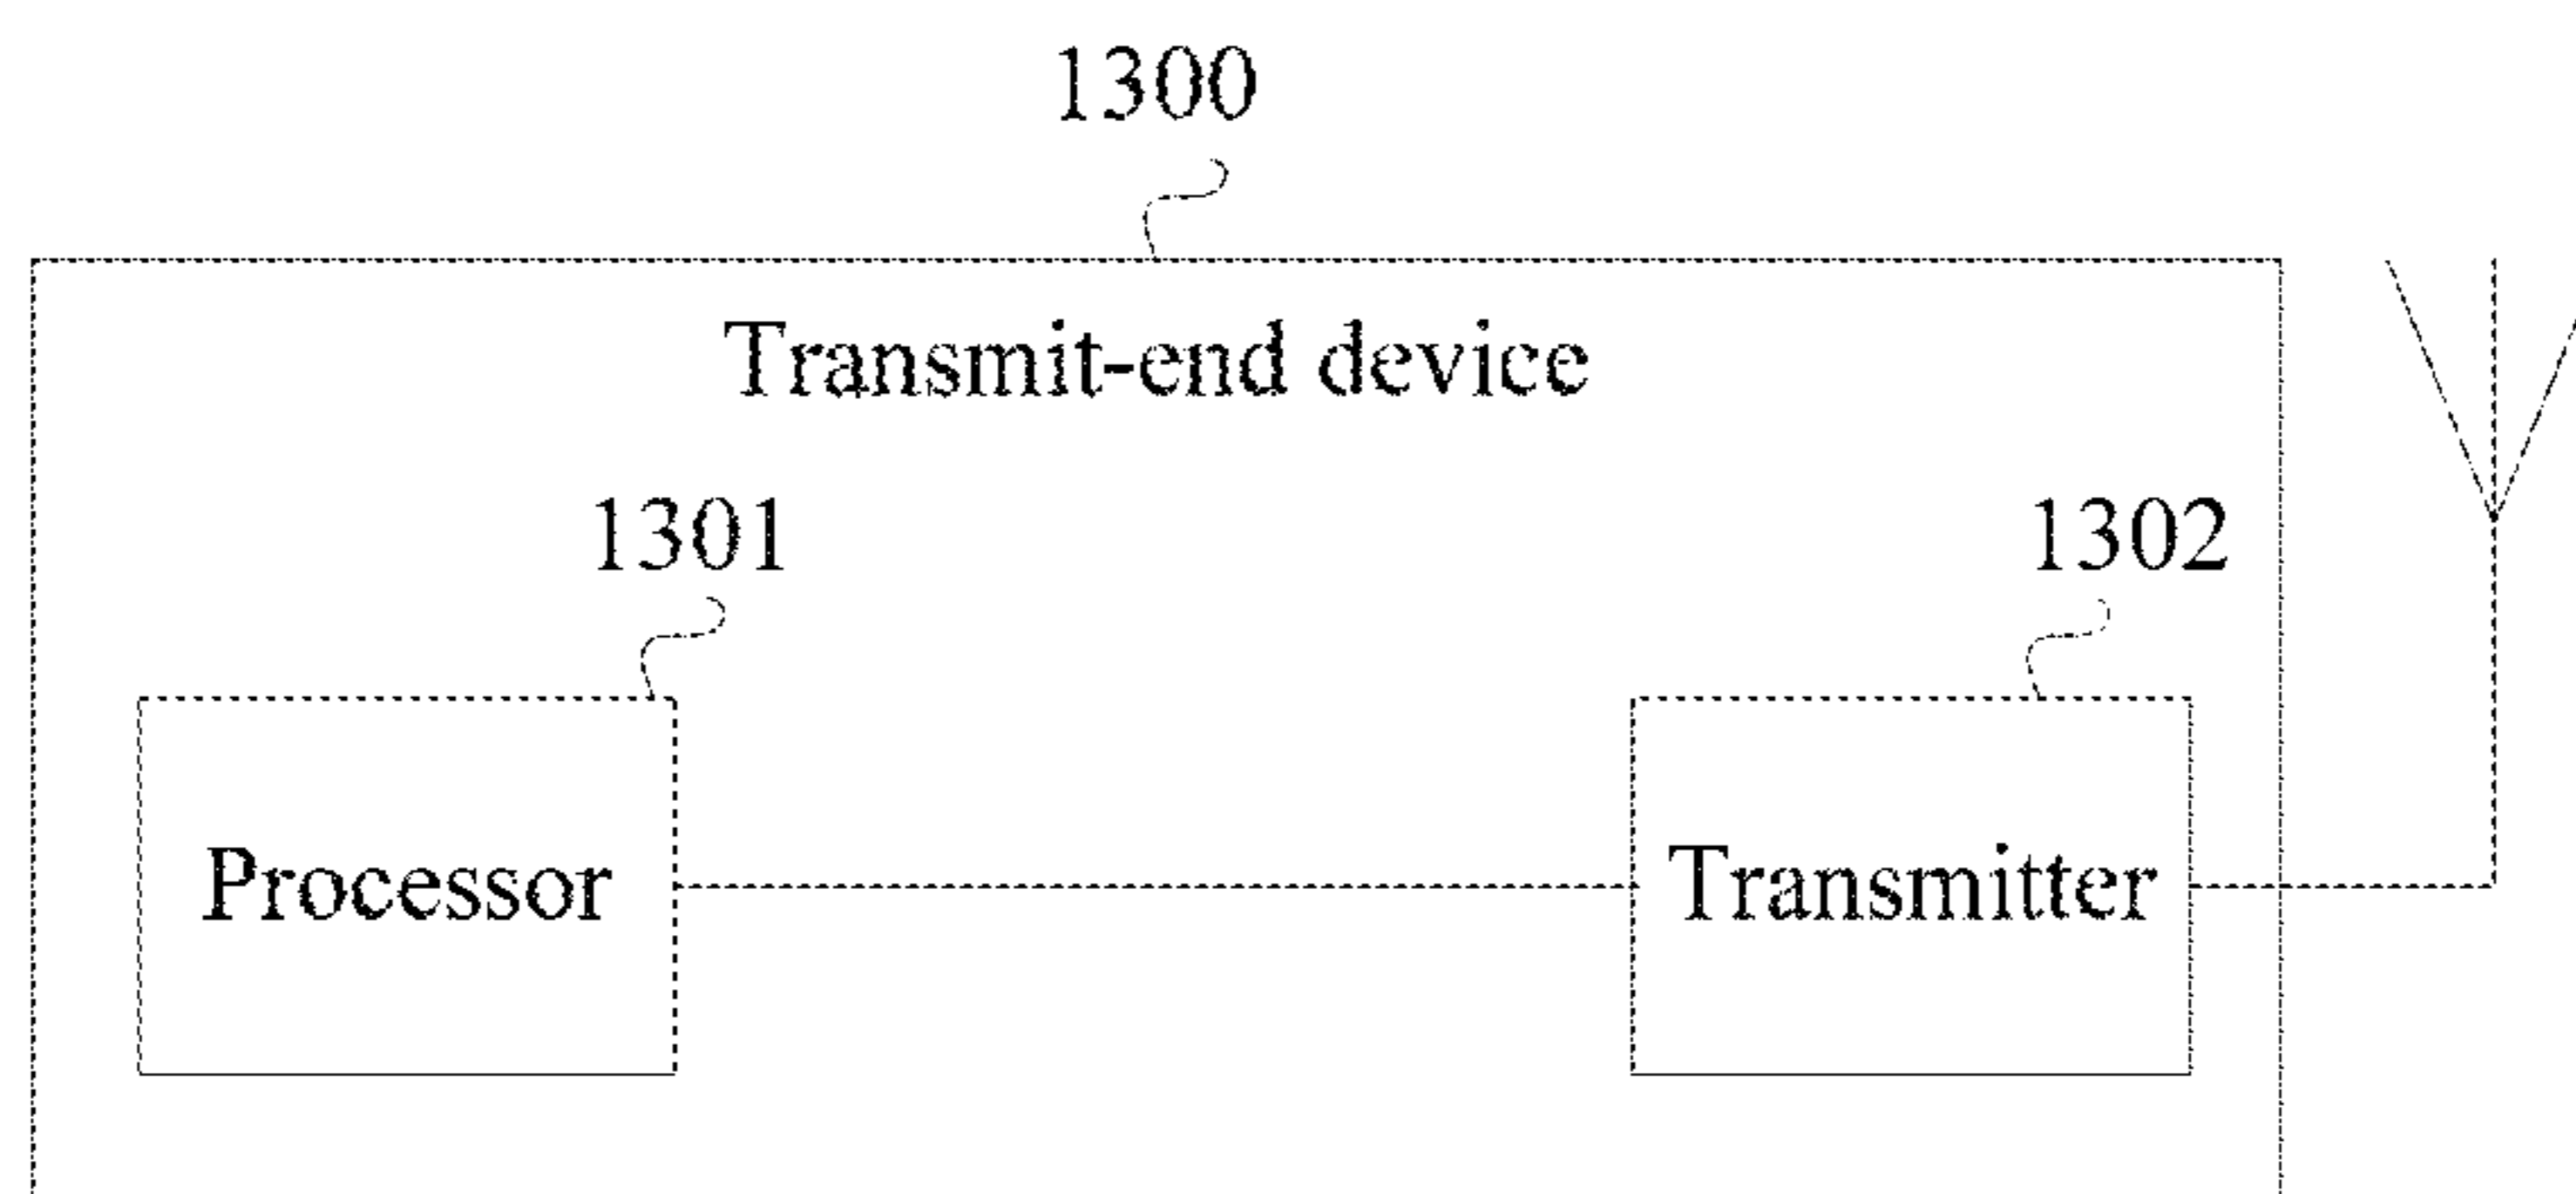 1300
Transmit-end device
1301
1302
Processor
Transmitter